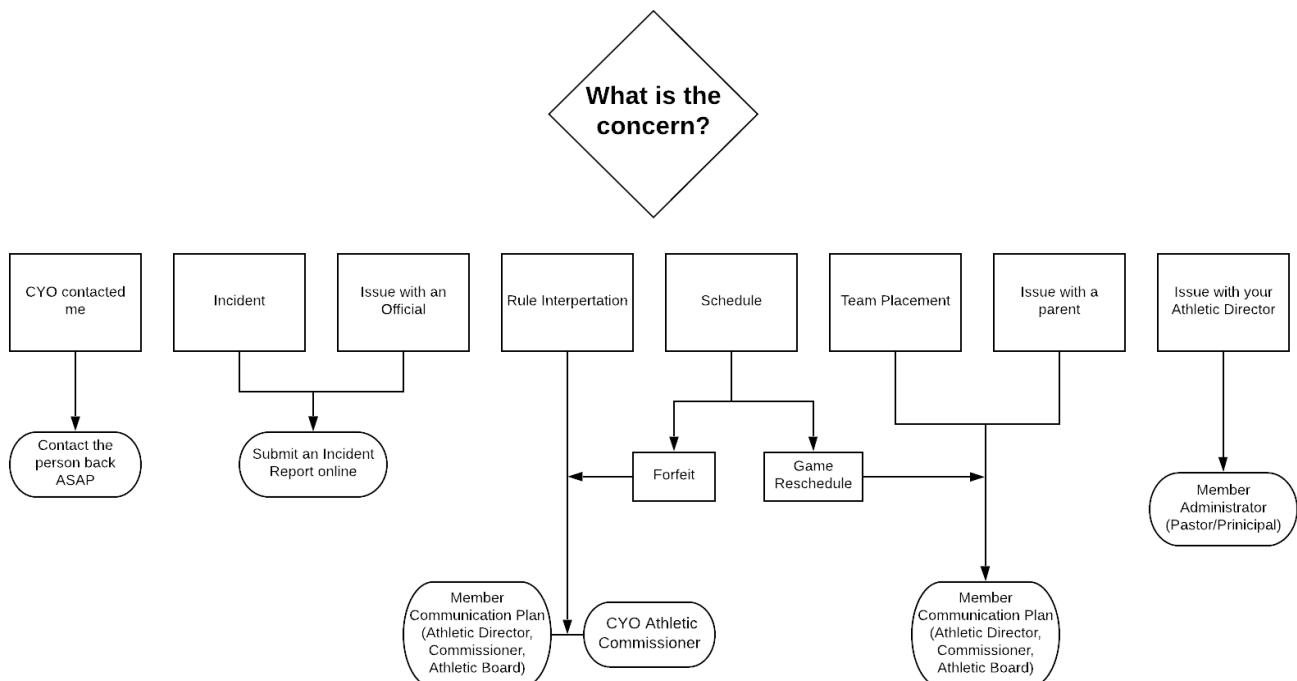 What is the
concern?
CYO contacted
me
Incident
Issue with an
Official
Rule Interpertation
Schedule
Team Placement
Issue with a
parent
Issue with your
Athletic Director
Contact the
person back
ASAP
Submit an Incident
Report online
Forfeit
Game
Reschedule
Member
Administrator
(Pastor/Prinicipal)
Member
Communication Plan
(Athletic Director,
Commissioner,
Athletic Board)
CYO Athletic
Commissioner
Member
Communication Plan
(Athletic Director,
Commissioner,
Athletic Board)